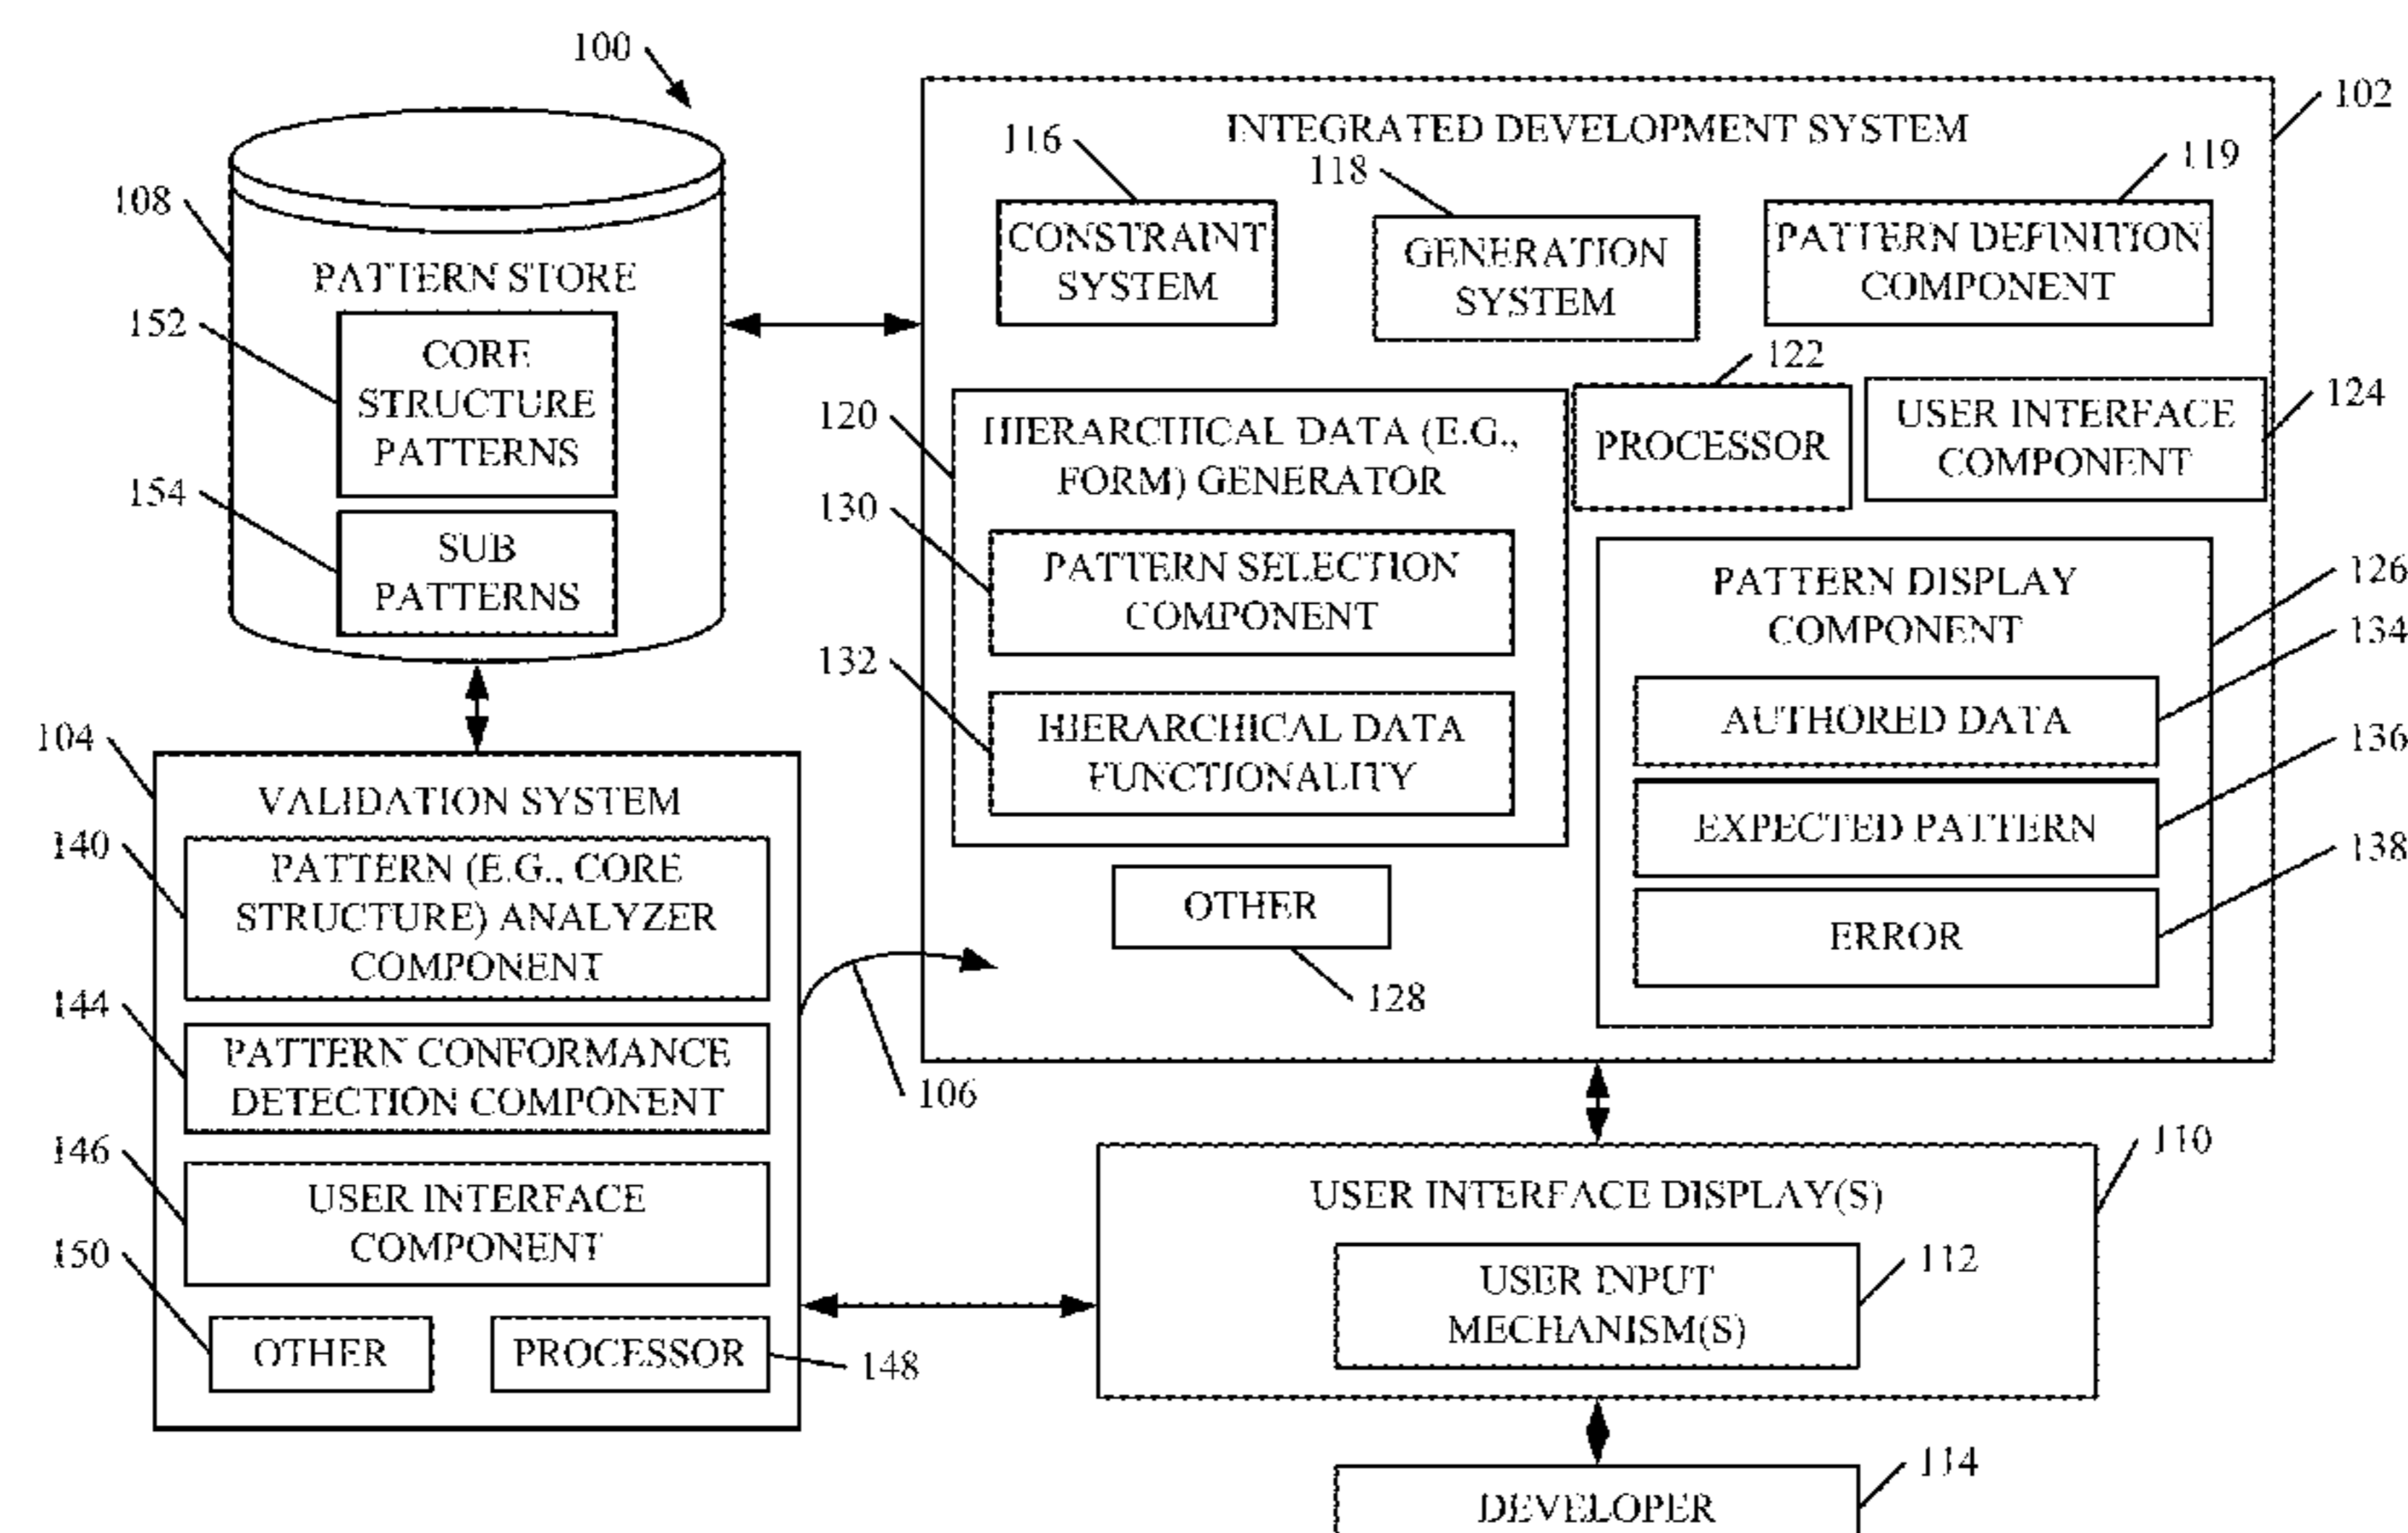 100
102
INTEGRATED DEVELOPMENT SYSTEM
116
118
119
108
PATTERN STORE
CONSTRAINT
SYSTEM
GENERATION
SYSTEM
PATTERN DEFINITION
COMPONENT
152
CORE
STRUCTURE
PATTERNS
154
SUB
PATTERNS
122
120
HIERARCHICAL DATA (E.G.,
FORM) GENERATOR
PROCESSOR
USER INTERFACE
COMPONENT
124
130
PATTERN SELECTION
COMPONENT
132
HIERARCHICAL DATA
FUNCTIONALITY
PATTERN DISPLAY
COMPONENT
126
134
AUTHORED DATA
136
EXPECTED PATTERN
138
ERROR
OTHER
128
104
VALIDATION SYSTEM
140
PATTERN (E.G., CORE
STRUCTURE) ANALYZER
COMPONENT
144
PATTERN CONFORMANCE
DETECTION COMPONENT
106
146
USER INTERFACE
COMPONENT
150
OTHER
PROCESSOR
148
110
USER INTERFACE DISPLAY(S)
112
USER INPUT
MECHANISM(S)
114
DEVELOPER